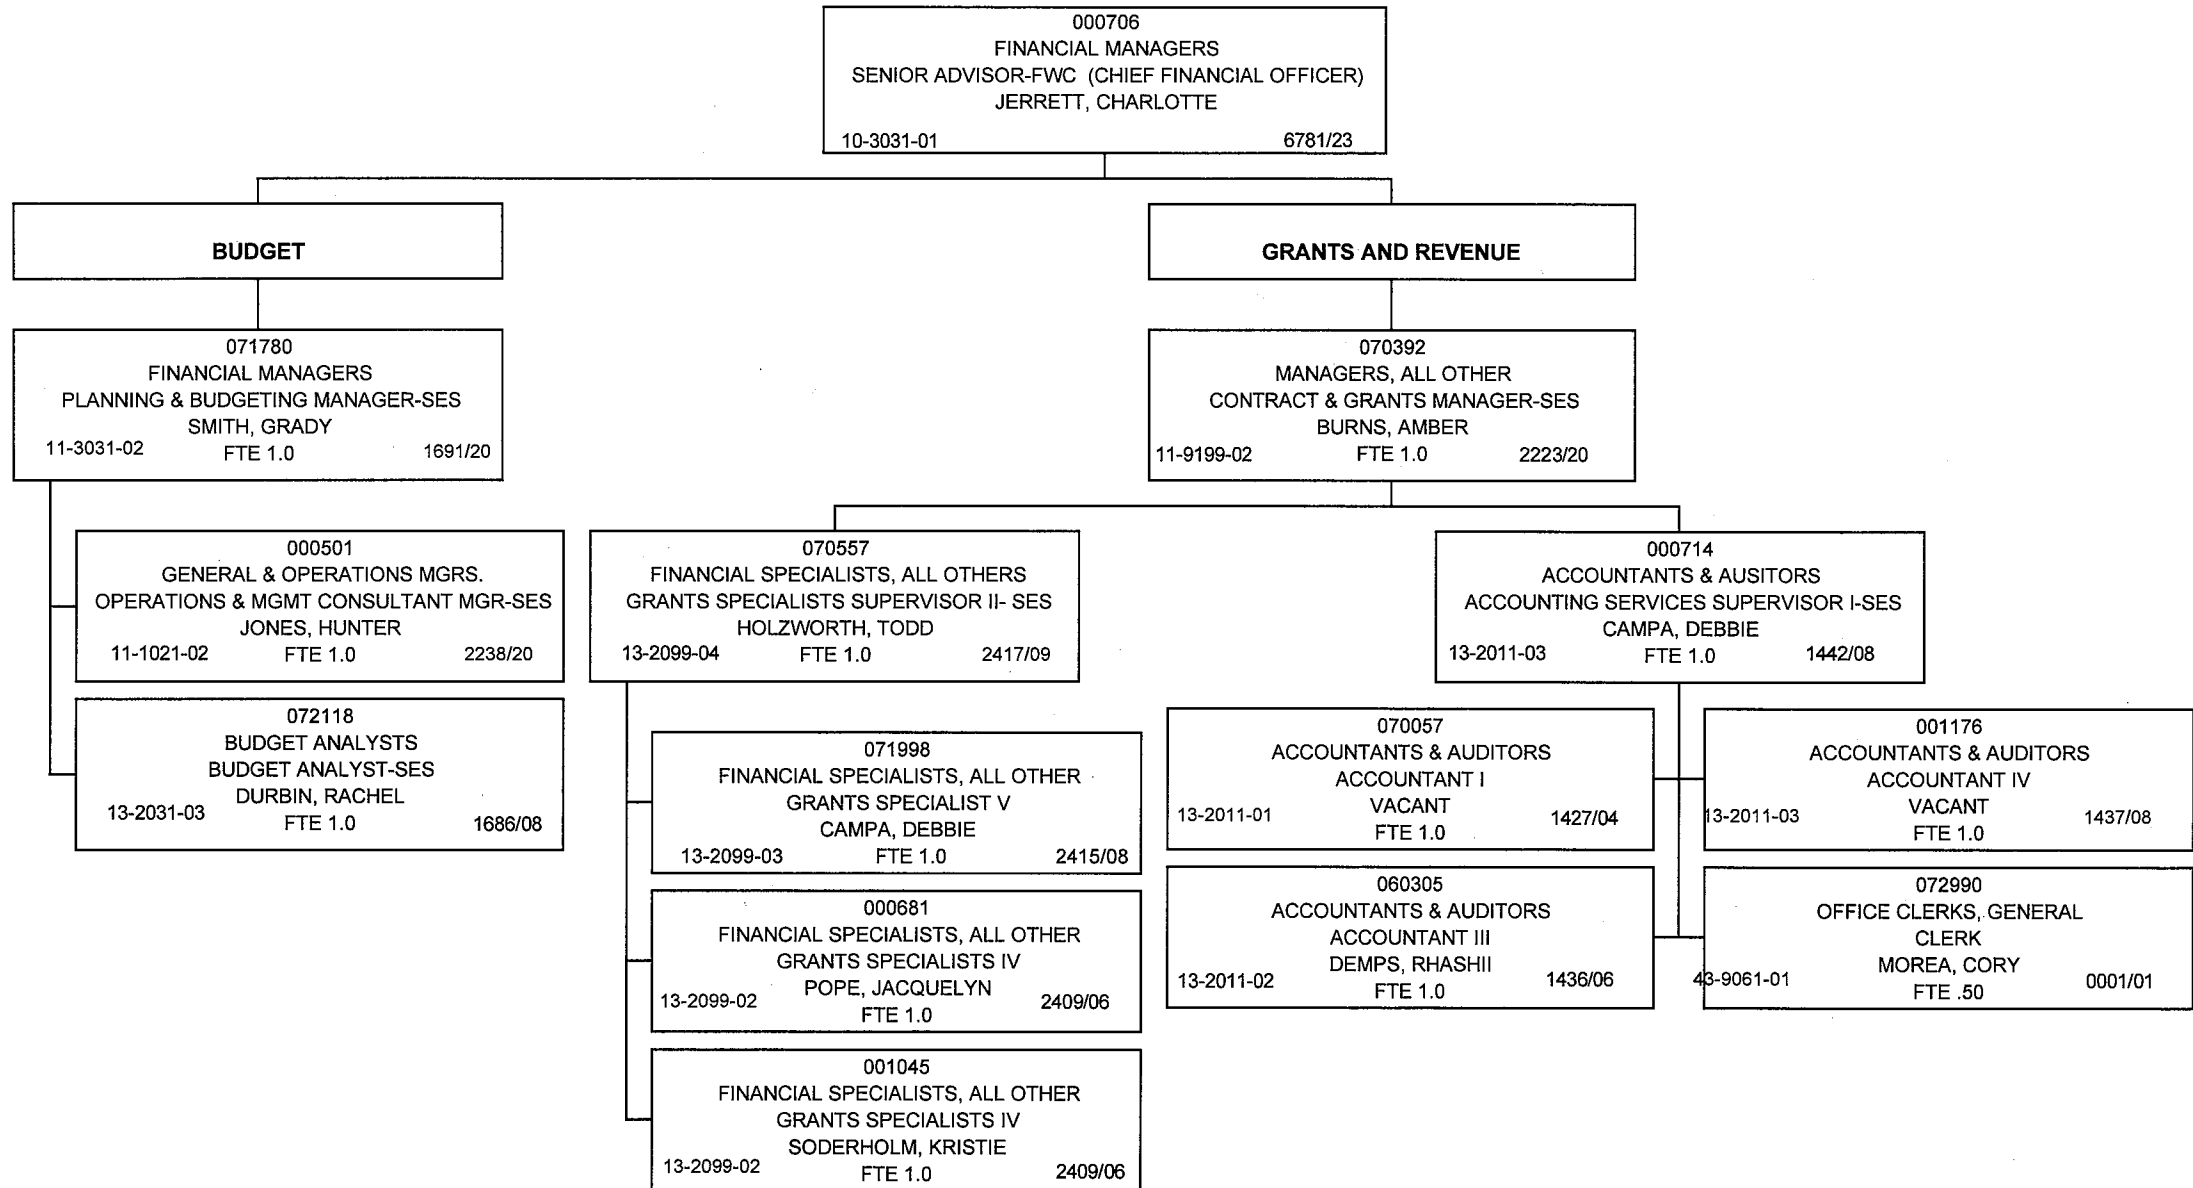 000706
FINANCIAL MANAGERS
SENIOR ADVISOR-FWC (CHIEF FINANCIAL OFFICER)
JERRETT, CHARLOTTE
10-3031-01 6781/23
BUDGET
GRANTS AND REVENUE
071780
FINANCIAL MANAGERS
PLANNING & BUDGETING MANAGER-SES
SMITH, GRADY
11-3031-02 FTE 1.0 1691/20
070392
MANAGERS, ALL OTHER
CONTRACT & GRANTS MANAGER-SES
BURNS, AMBER
11-9199-02 FTE 1.0 2223/20
000501
GENERAL & OPERATIONS MGRS.
OPERATIONS & MGMT CONSULTANT MGR-SES
JONES, HUNTER
11-1021-02 FTE 1.0 2238/20
072118
BUDGET ANALYSTS
BUDGET ANALYST-SES
DURBIN, RACHEL
13-2031-03 FTE 1.0 1686/08
070557
FINANCIAL SPECIALISTS, ALL OTHERS
GRANTS SPECIALISTS SUPERVISOR II- SES
HOLZWORTH, TODD
13-2099-04 FTE 1.0 2417/09
071998
FINANCIAL SPECIALISTS, ALL OTHER
GRANTS SPECIALIST V
CAMPA, DEBBIE
13-2099-03 FTE 1.0 2415/08
000681
FINANCIAL SPECIALISTS, ALL OTHER
GRANTS SPECIALISTS IV
POPE, JACQUELYN
13-2099-02 FTE 1.0 2409/06
001045
FINANCIAL SPECIALISTS, ALL OTHER
GRANTS SPECIALISTS IV
SODERHOLM, KRISTIE
13-2099-02 FTE 1.0 2409/06
000714
ACCOUNTANTS & AUSITORS
ACCOUNTING SERVICES SUPERVISOR I-SES
CAMPA, DEBBIE
13-2011-03 FTE 1.0 1442/08
070057
ACCOUNTANTS & AUDITORS
ACCOUNTANT I
VACANT
13-2011-01 FTE 1.0 1427/04
001176
ACCOUNTANTS & AUDITORS
ACCOUNTANT IV
VACANT
13-2011-03 FTE 1.0 1437/08
060305
ACCOUNTANTS & AUDITORS
ACCOUNTANT III
DEMPS, RHASHII
13-2011-02 FTE 1.0 1436/06
072990
OFFICE CLERKS, GENERAL
CLERK
MOREA, CORY
43-9061-01 FTE .50 0001/01